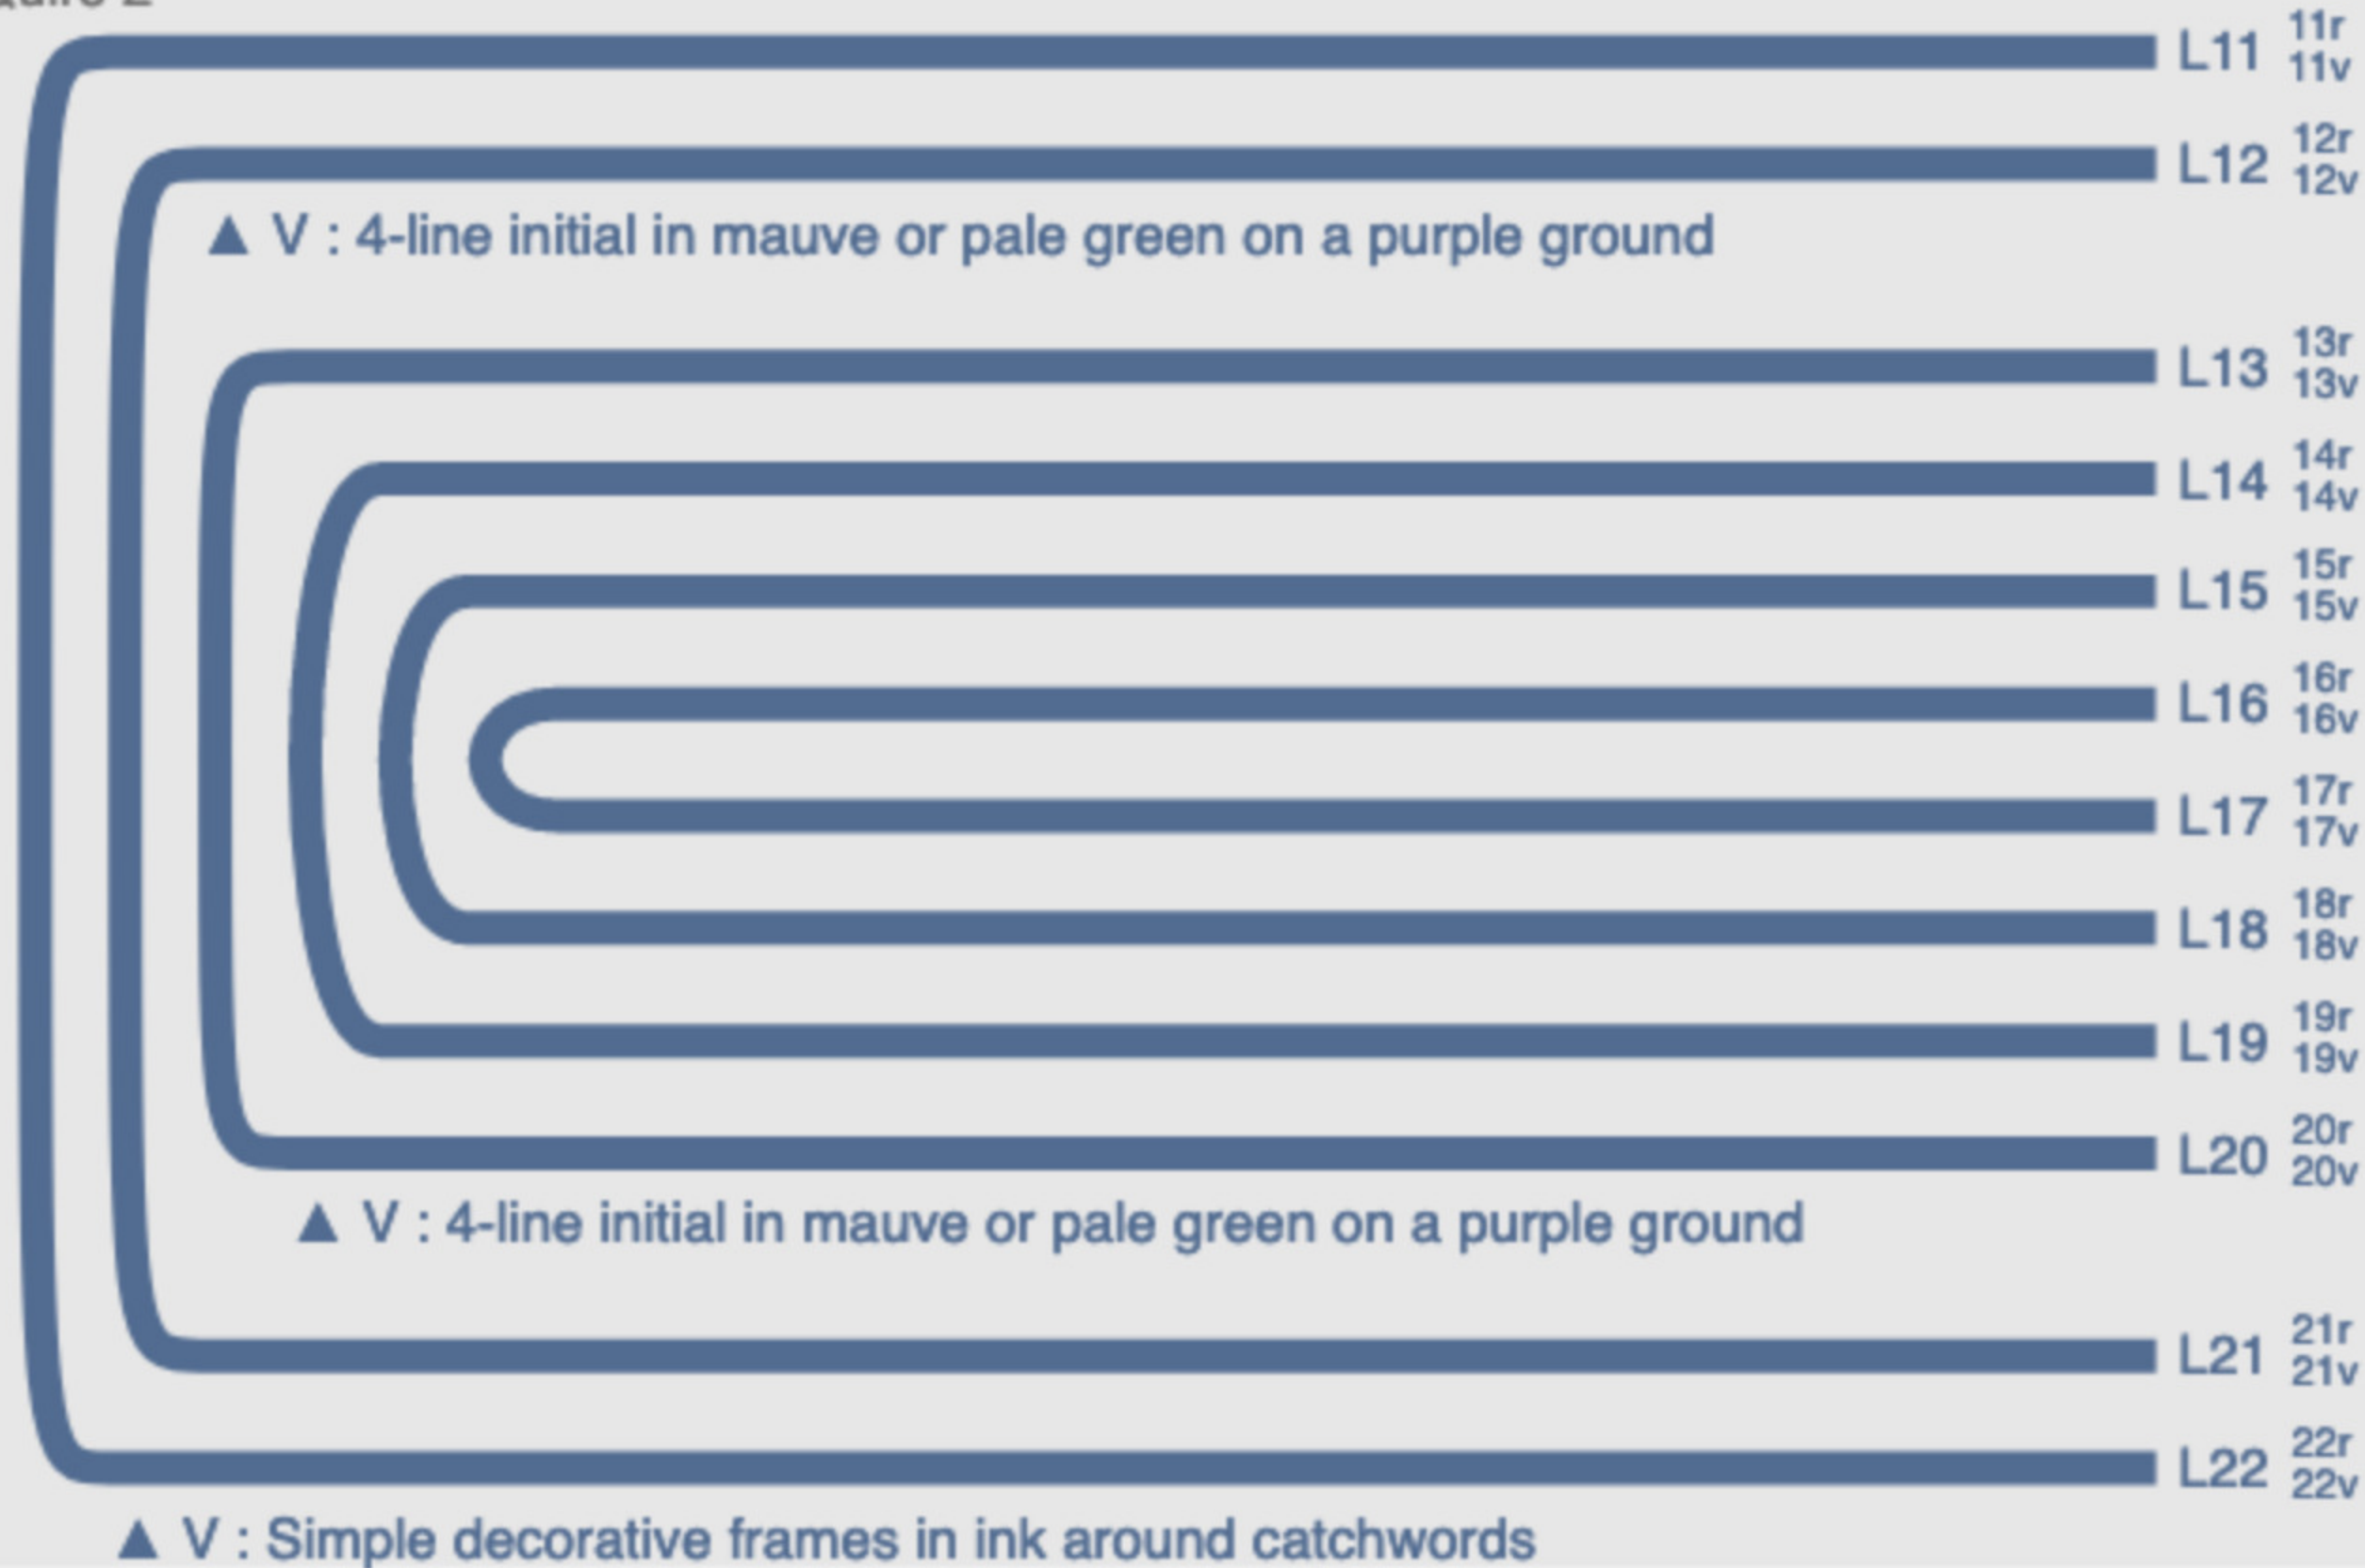 L11 11r
11v
L12 12r
12v
▲ V : 4-line initial in mauve or pale green on a purple ground
L13 13r
13v
L14 14r
14v
L15 15r
15v
L16 16r
16v
L17 17r
17v
L18 18r
18v
L19 19r
19v
L20 20r
20v
▲ V : 4-line initial in mauve or pale green on a purple ground
L21 21r
21v
L22 22r
22v
▲ V : Simple decorative frames in ink around catchwords